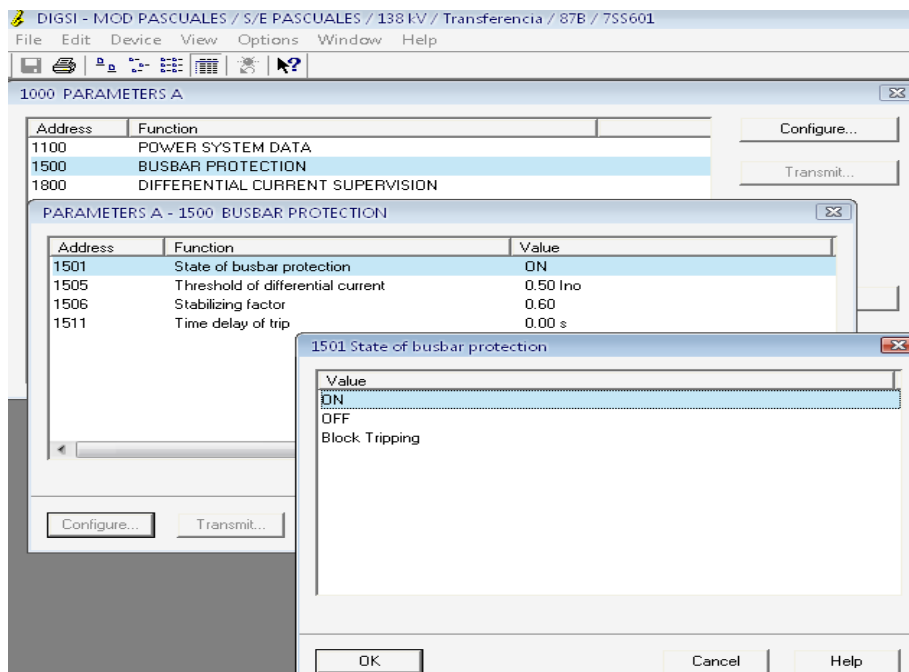 DIGSI - MOD PASCUALES / S/E PASCUALES / 138 kV / Transferencia / 87B / 7SS601
File Edit Device View Options Window Help
1000 PARAMETERS A
Address Function
1100 POWER SYSTEM DATA
1500 BUSBAR PROTECTION
1800 DIFFERENTIAL CURRENT SUPERVISION
Configure...
Transmit...
PARAMETERS A - 1500 BUSBAR PROTECTION
Address Function Value
1501 State of busbar protection ON
1505 Threshold of differential current 0.50 Ino
1506 Stabilizing factor 0.60
1511 Time delay of trip 0.00 s
Configure... Transmit...
1501 State of busbar protection
Value
ON
OFF
Block Tripping
OK Cancel Help